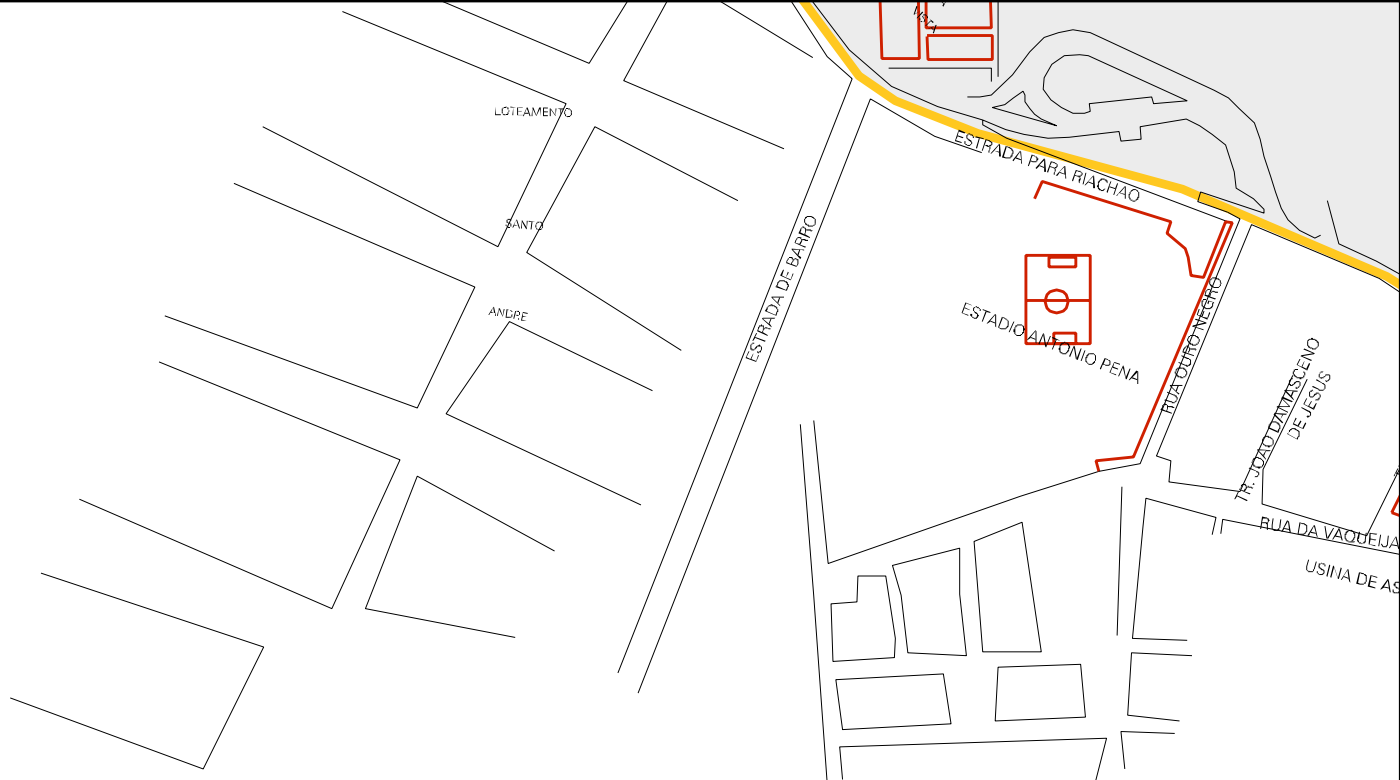 LOTEAMENTO
SANTO
ANDRE
ESTRADA PARA RIACHAO
ESTRADA DE BARRO
ESTADIO ANTONIO PENA
RUA OURO NEGRO
TR. JOAO DAMASCENO
DE JESUS
RUA DA VAQUEIJA
USINA DE AS